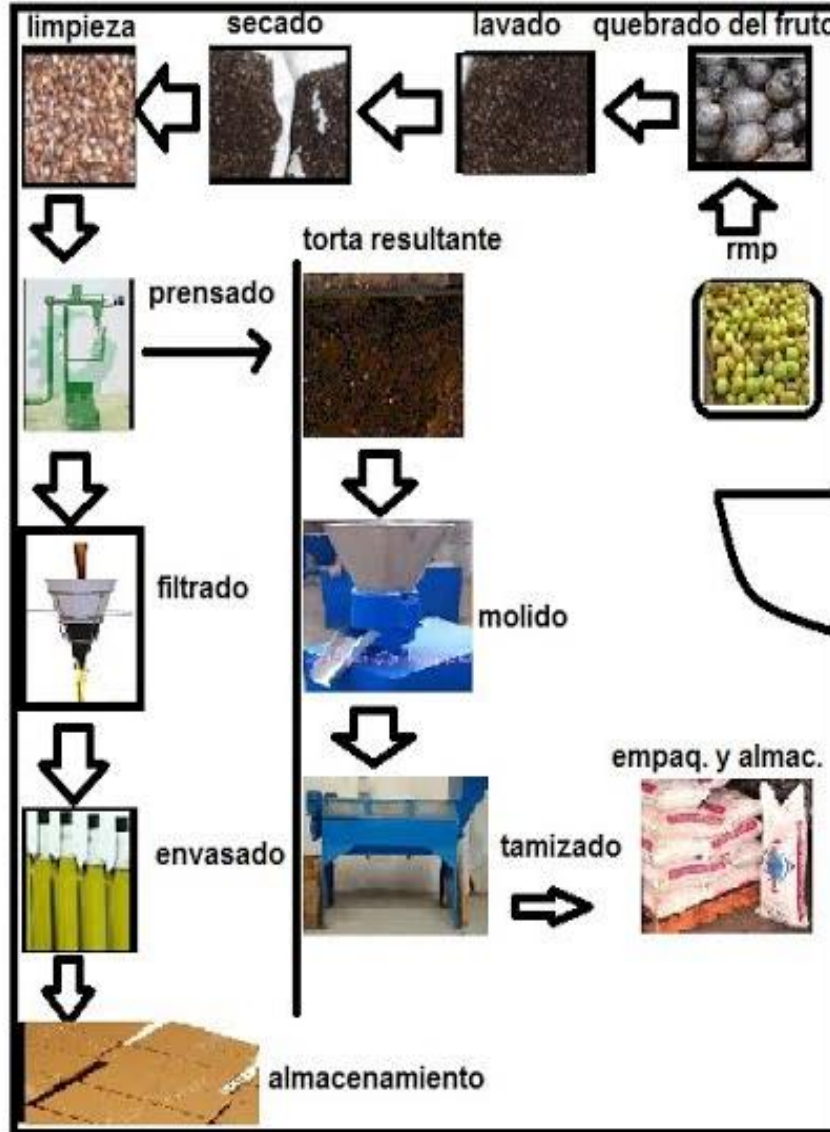 limpieza
secado
lavado
quebrado del fruto
rmp
torta resultante
prensado
filtrado
molido
empaq. y almac.
envasado
tamizado
almacenamiento